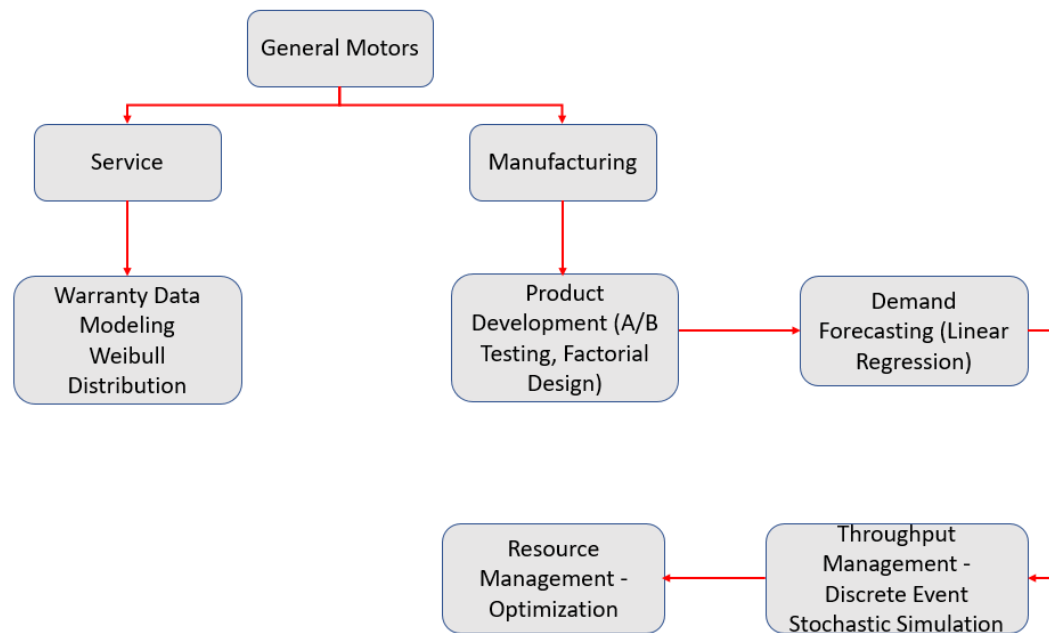 General Motors
Service
Manufacturing
Warranty Data
Modeling
Weibull
Distribution
Product
Development (A/B
Testing, Factorial
Design)
Demand
Forecasting (Linear
Regression)
Throughput
Management -
Discrete Event
Stochastic Simulation
Resource
Management -
Optimization